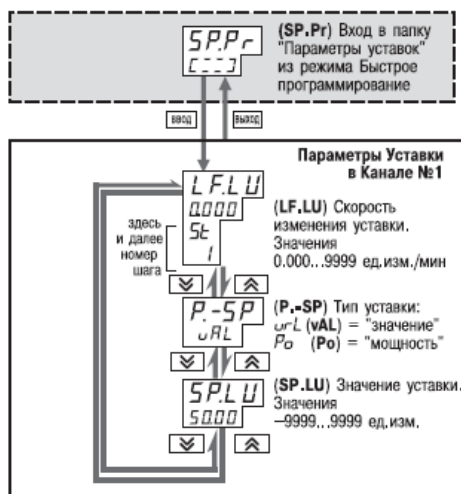 SP.Pr
[---]
(SP.Pr) Вход в папку
"Параметры уставок"
из режима Быстрое
программирование
ввод
выход
Параметры Уставки
в Канале №1
LF.LU
0.000
St
1
здесь
и далее
номер
шага
(LF.LU) Скорость
изменения уставки.
Значения
0.000...9999 ед.изм./мин
P.-SP
vAL
(P.-SP) Тип уставки:
vrL (vAL) = "значение"
Po (Po) = "мощность"
SP.LU
50.00
(SP.LU) Значение уставки.
Значения
–9999...9999 ед.изм.